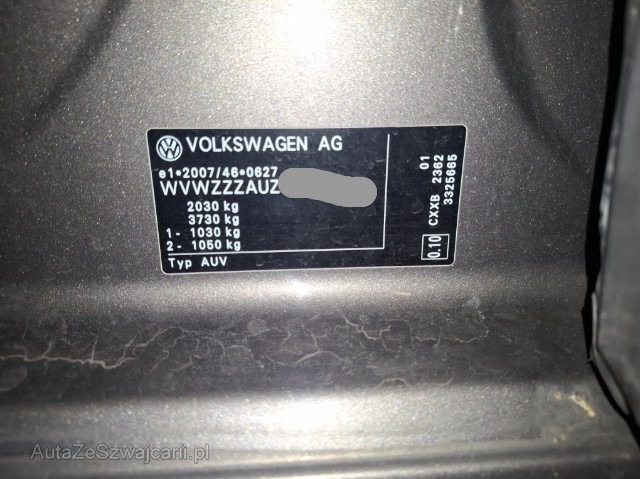 VOLKSWAGEN AG
e1*2007/46*0627
WVWZZZAUZ
2030 kg
3730 kg
1- 1030 kg
2- 1050 kg
Typ AUV
01
CXXB 2362
3325665
0.10
AutaZeSzwajcarii.pl